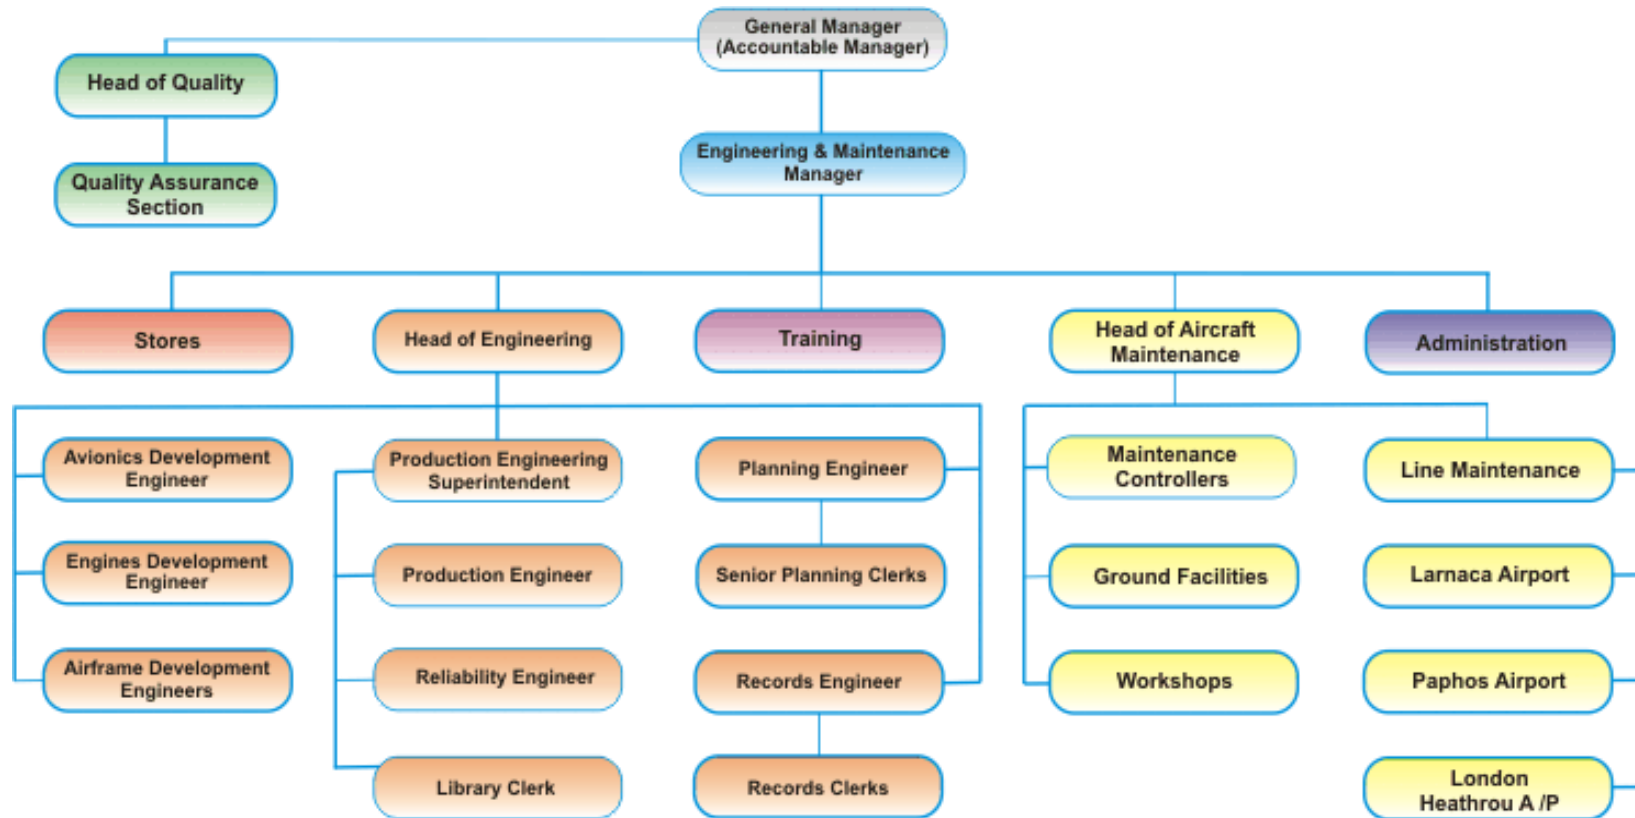 General Manager
(Accountable Manager)
Head of Quality
Engineering & Maintenance
Manager
Quality Assurance
Section
Stores
Head of Engineering
Training
Head of Aircraft
Maintenance
Administration
Avionics Development
Engineer
Production Engineering
Superintendent
Planning Engineer
Maintenance
Controllers
Line Maintenance
Engines Development
Engineer
Production Engineer
Senior Planning Clerks
Ground Facilities
Larnaca Airport
Airframe Development
Engineers
Reliability Engineer
Records Engineer
Workshops
Paphos Airport
Library Clerk
Records Clerks
London
Heathrou A /P